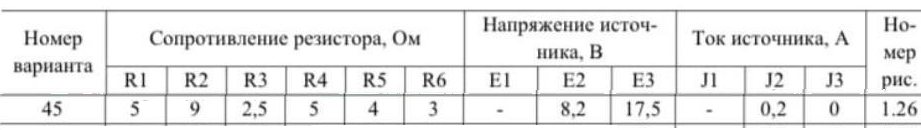 Номер варианта Сопротивление резистора, Ом Напряжение источ-ника, В Ток источника, А Но-мер рис.
R1 R2 R3 R4 R5 R6 E1 E2 E3 J1 J2 J3
45 5 9 2,5 5 4 3 - 8,2 17,5 - 0,2 0 1.26